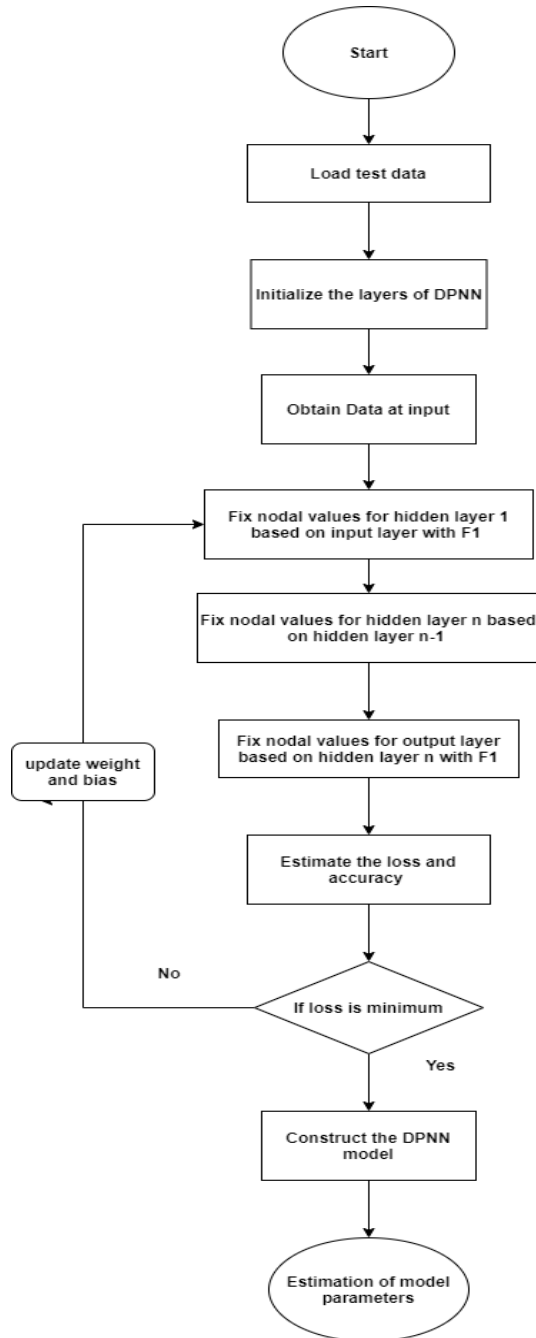 Start
Load test data
Initialize the layers of DPNN
Obtain Data at input
Fix nodal values for hidden layer 1
based on input layer with F1
Fix nodal values for hidden layer n based
on hidden layer n-1
Fix nodal values for output layer
based on hidden layer n with F1
update weight
and bias
Estimate the loss and
accuracy
No
If loss is minimum
Yes
Construct the DPNN
model
Estimation of model
parameters